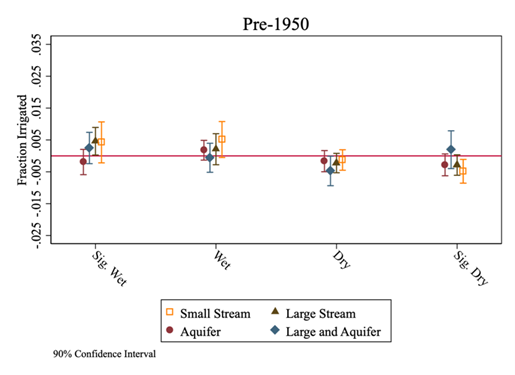 Pre-1950
Fraction Irrigated
.035
.025
.015
.005
-.005
-.015
-.025
Sig. Wet
Wet
Dry
Sig. Dry
Small Stream
Large Stream
Aquifer
Large and Aquifer
90% Confidence Interval